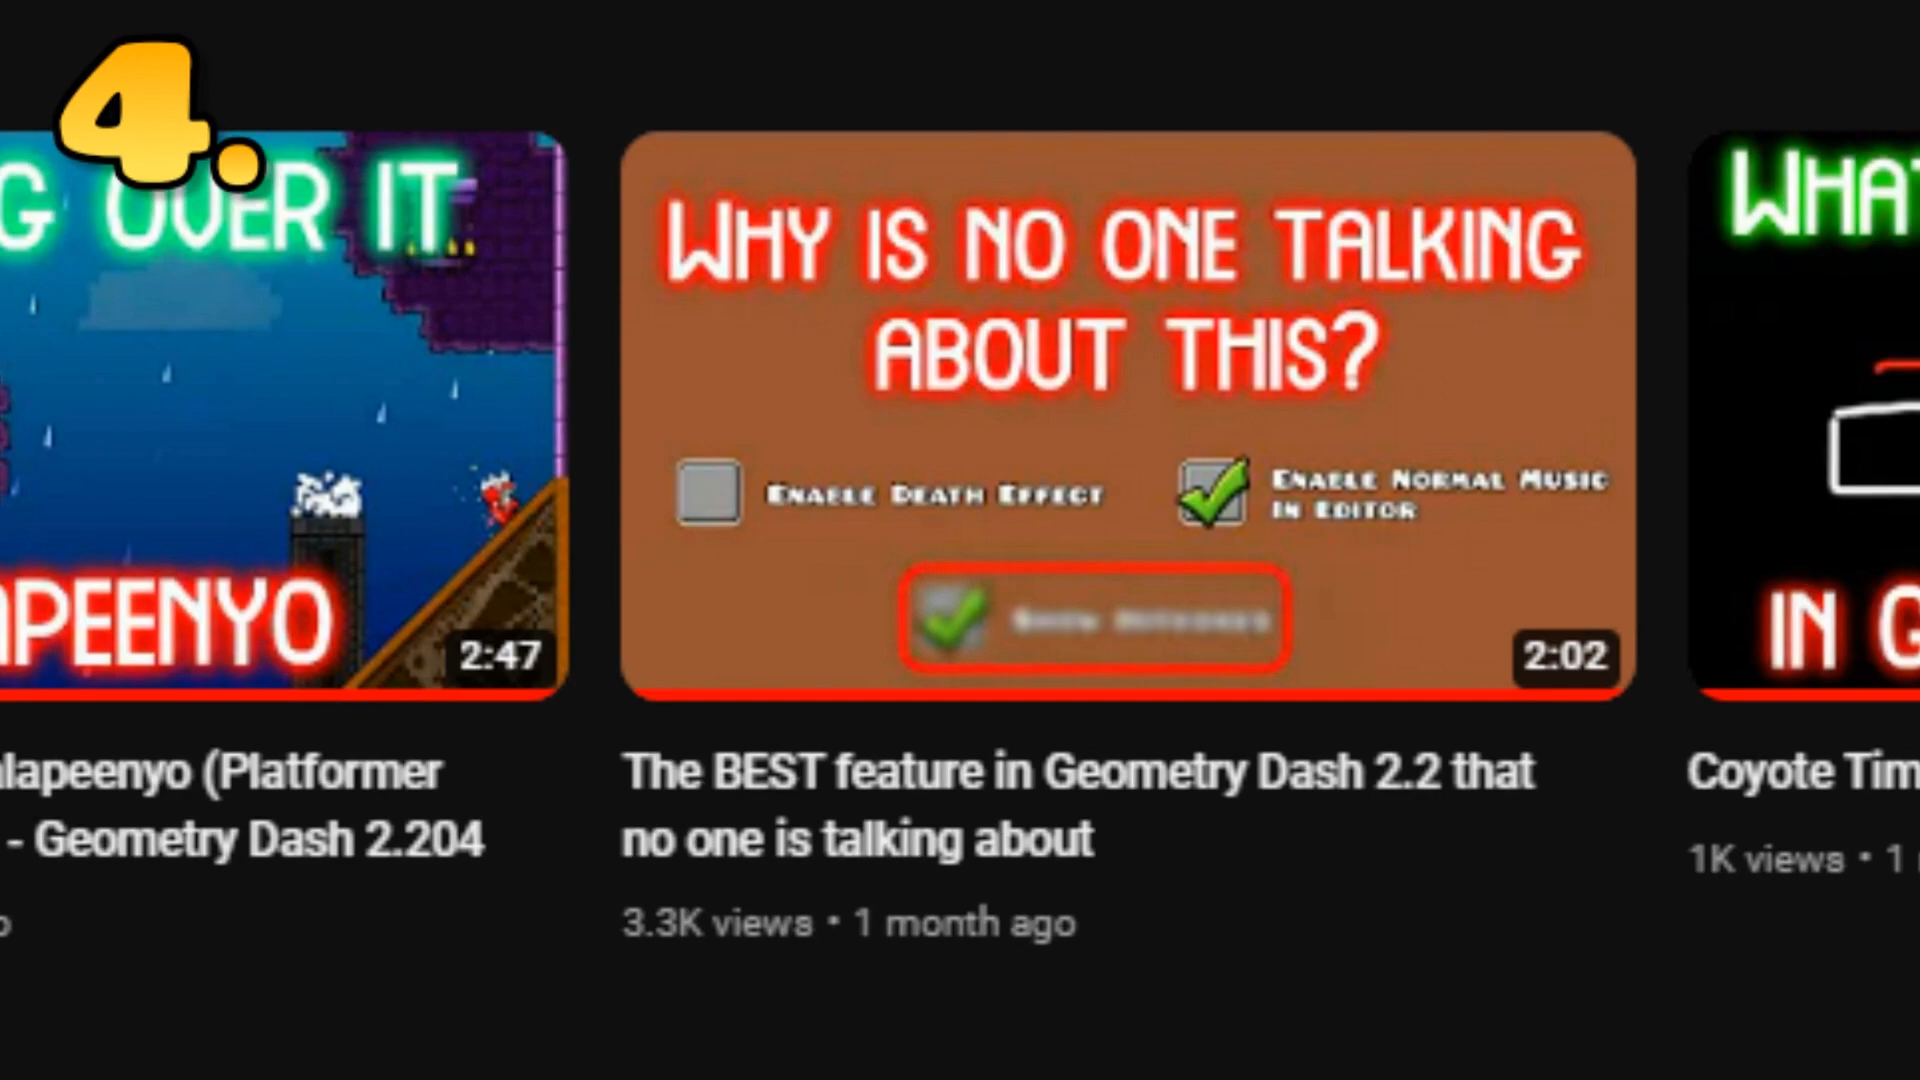 4.
G OVER IT
APEENYO
2:47
lapeenyo (Platformer
- Geometry Dash 2.204
WHY IS NO ONE TALKING
ABOUT THIS?
ENABLE DEATH EFFECT
ENABLE NORMAL MUSIC
IN EDITOR
2:02
The BEST feature in Geometry Dash 2.2 that
no one is talking about
3.3K views • 1 month ago
WHAT
IN G
Coyote Tim
1K views • 1